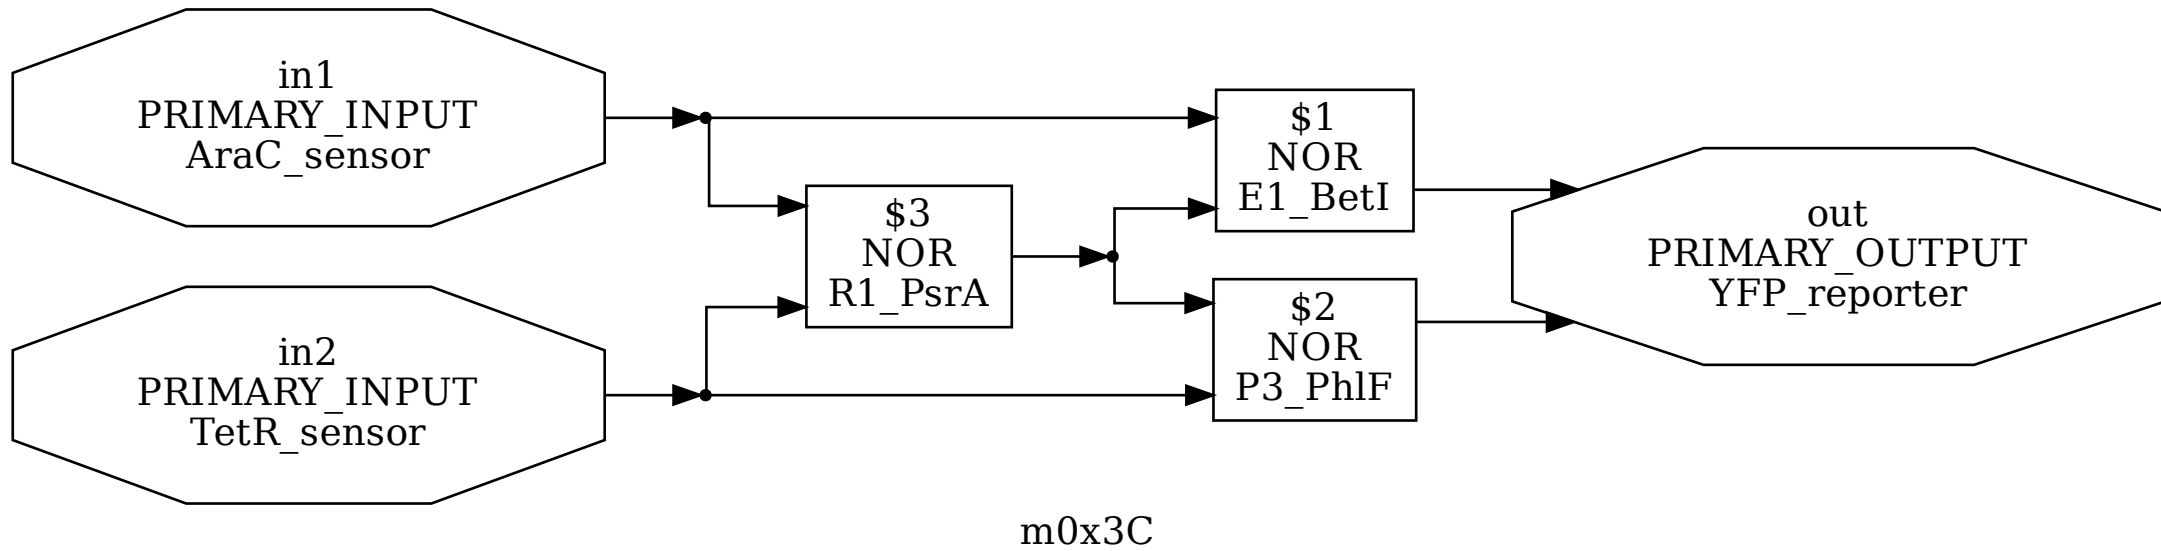 in1
PRIMARY_INPUT
AraC_sensor
in2
PRIMARY_INPUT
TetR_sensor
$3
NOR
R1_PsrA
$1
NOR
E1_BetI
$2
NOR
P3_PhlF
out
PRIMARY_OUTPUT
YFP_reporter
m0x3C